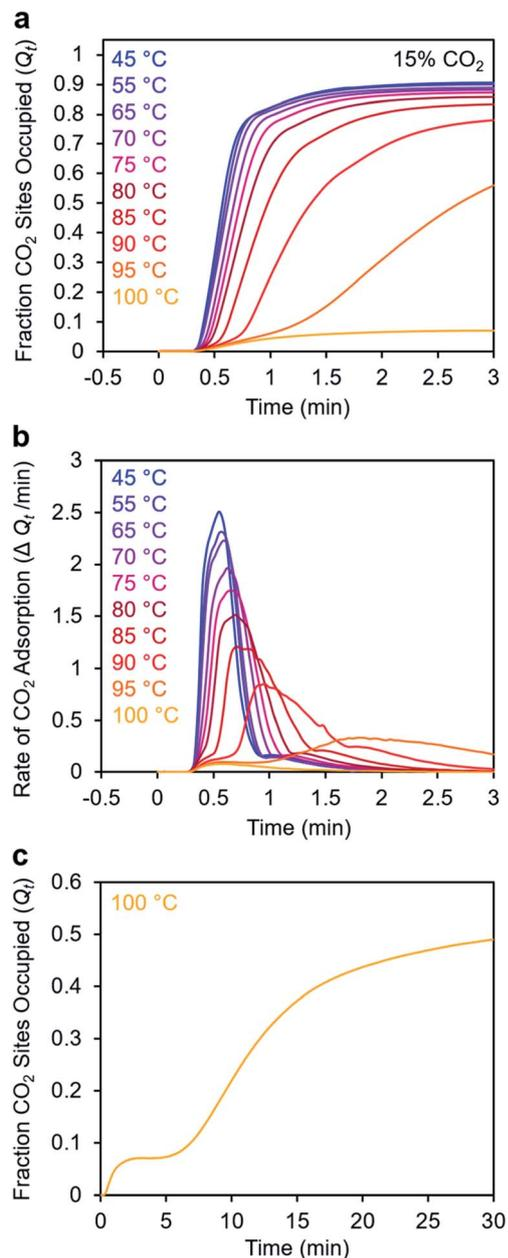 a
Fraction CO₂ Sites Occupied (Qₜ)
1
0.9
0.8
0.7
0.6
0.5
0.4
0.3
0.2
0.1
0
45 °C
55 °C
65 °C
70 °C
75 °C
80 °C
85 °C
90 °C
95 °C
100 °C
15% CO₂
-0.5 0 0.5 1 1.5 2 2.5 3
Time (min)
b
Rate of CO₂ Adsorption (Δ Qₜ /min)
3
2.5
2
1.5
1
0.5
0
45 °C
55 °C
65 °C
70 °C
75 °C
80 °C
85 °C
90 °C
95 °C
100 °C
-0.5 0 0.5 1 1.5 2 2.5 3
Time (min)
c
Fraction CO₂ Sites Occupied (Qₜ)
0.6
0.5
0.4
0.3
0.2
0.1
0
100 °C
0 5 10 15 20 25 30
Time (min)